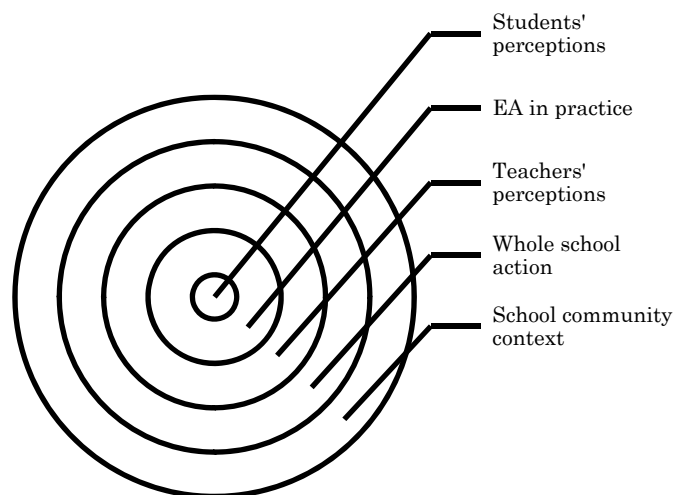 Students'
perceptions
EA in practice
Teachers'
perceptions
Whole school
action
School community
context